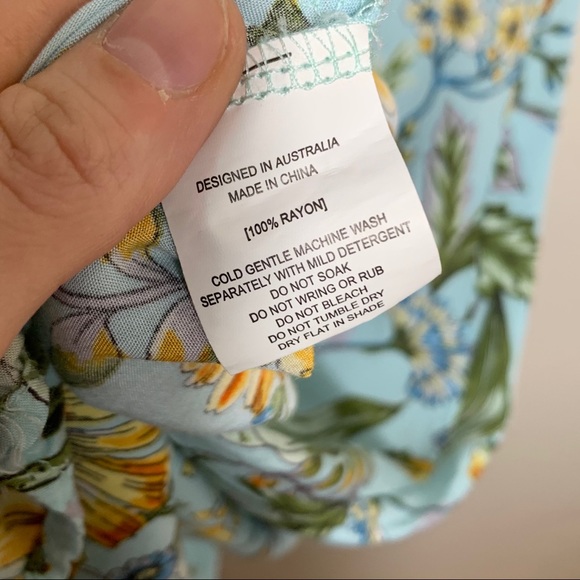 DESIGNED IN AUSTRALIA
MADE IN CHINA
[100% RAYON]
COLD GENTLE MACHINE WASH
SEPARATELY WITH MILD DETERGENT
DO NOT SOAK
DO NOT WRING OR RUB
DO NOT BLEACH
DO NOT TUMBLE DRY
DRY FLAT IN SHADE